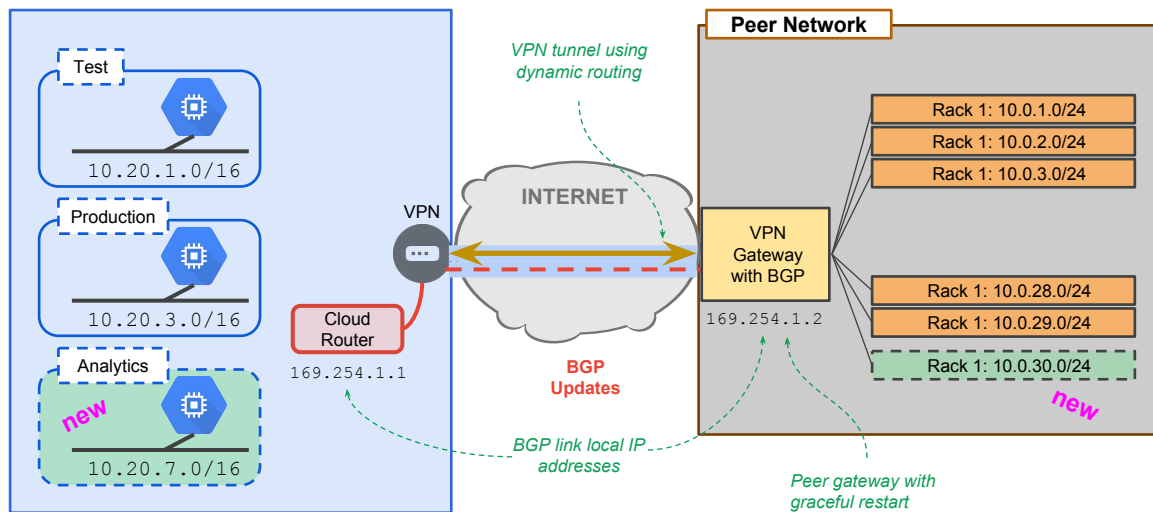 Test
10.20.1.0/16
Production
10.20.3.0/16
Analytics
new
10.20.7.0/16
VPN
Cloud
Router
169.254.1.1
VPN tunnel using
dynamic routing
INTERNET
BGP
Updates
BGP link local IP
addresses
Peer Network
VPN
Gateway
with BGP
169.254.1.2
Rack 1: 10.0.1.0/24
Rack 1: 10.0.2.0/24
Rack 1: 10.0.3.0/24
Rack 1: 10.0.28.0/24
Rack 1: 10.0.29.0/24
Rack 1: 10.0.30.0/24
new
Peer gateway with
graceful restart